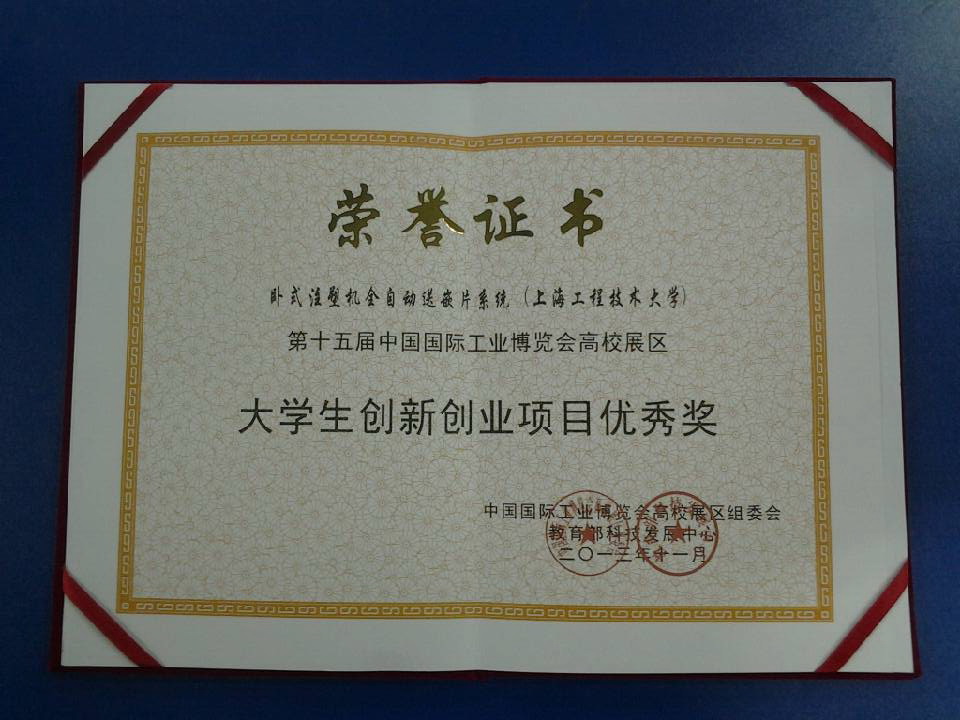 荣誉证书
卧式注塑机全自动送嵌片系统（上海工程技术大学）
第十五届中国国际工业博览会高校展区
大学生创新创业项目优秀奖
中国国际工业博览会高校展区组委会
教育部科技发展中心
二〇一三年十一月